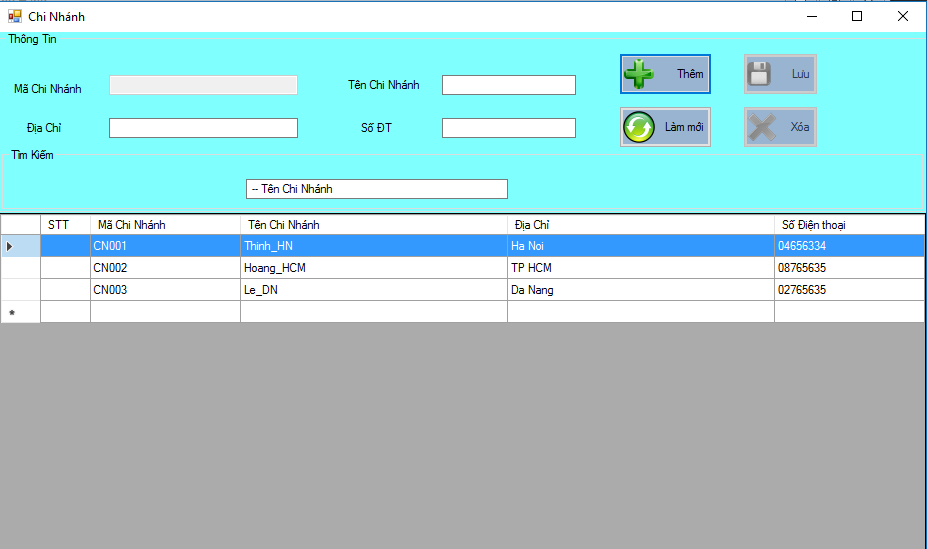 Chi Nhánh
Thông Tin
Mã Chi Nhánh
Tên Chi Nhánh
Thêm
Lưu
Địa Chỉ
Số ĐT
Làm mới
Xóa
Tìm Kiếm
-- Tên Chi Nhánh
STT Mã Chi Nhánh Tên Chi Nhánh Địa Chỉ Số Điện thoại
CN001 Thinh_HN Ha Noi 04656334
CN002 Hoang_HCM TP HCM 08765635
CN003 Le_DN Da Nang 02765635
*